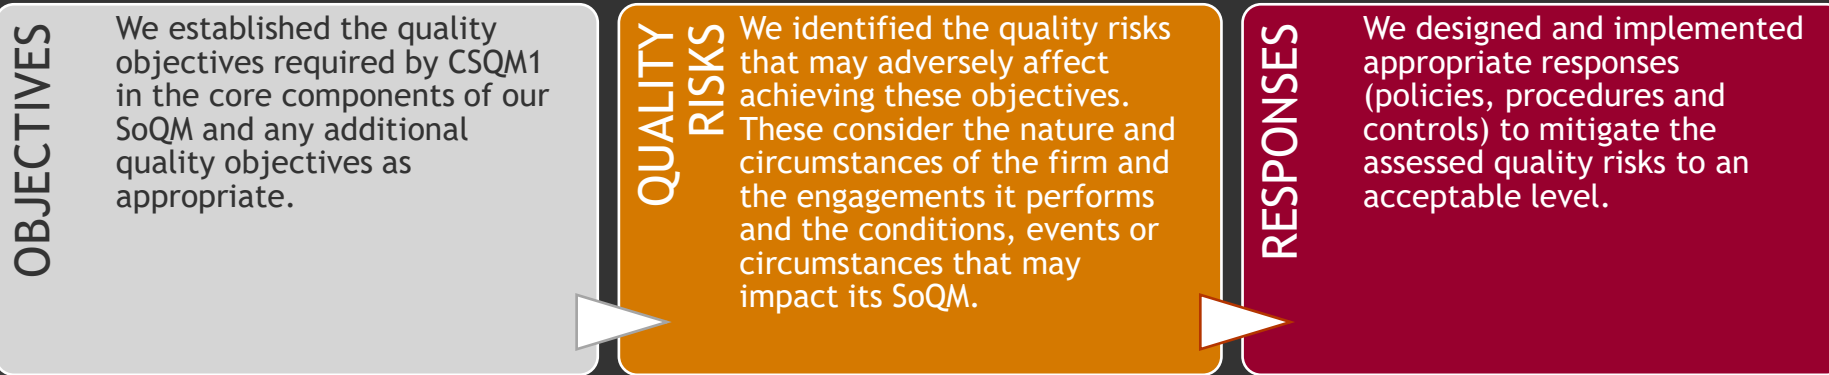 OBJECTIVES
We established the quality
objectives required by CSQM1
in the core components of our
SoQM and any additional
quality objectives as
appropriate.
QUALITY
RISKS
We identified the quality risks
that may adversely affect
achieving these objectives.
These consider the nature and
circumstances of the firm and
the engagements it performs
and the conditions, events or
circumstances that may
impact its SoQM.
RESPONSES
We designed and implemented
appropriate responses
(policies, procedures and
controls) to mitigate the
assessed quality risks to an
acceptable level.